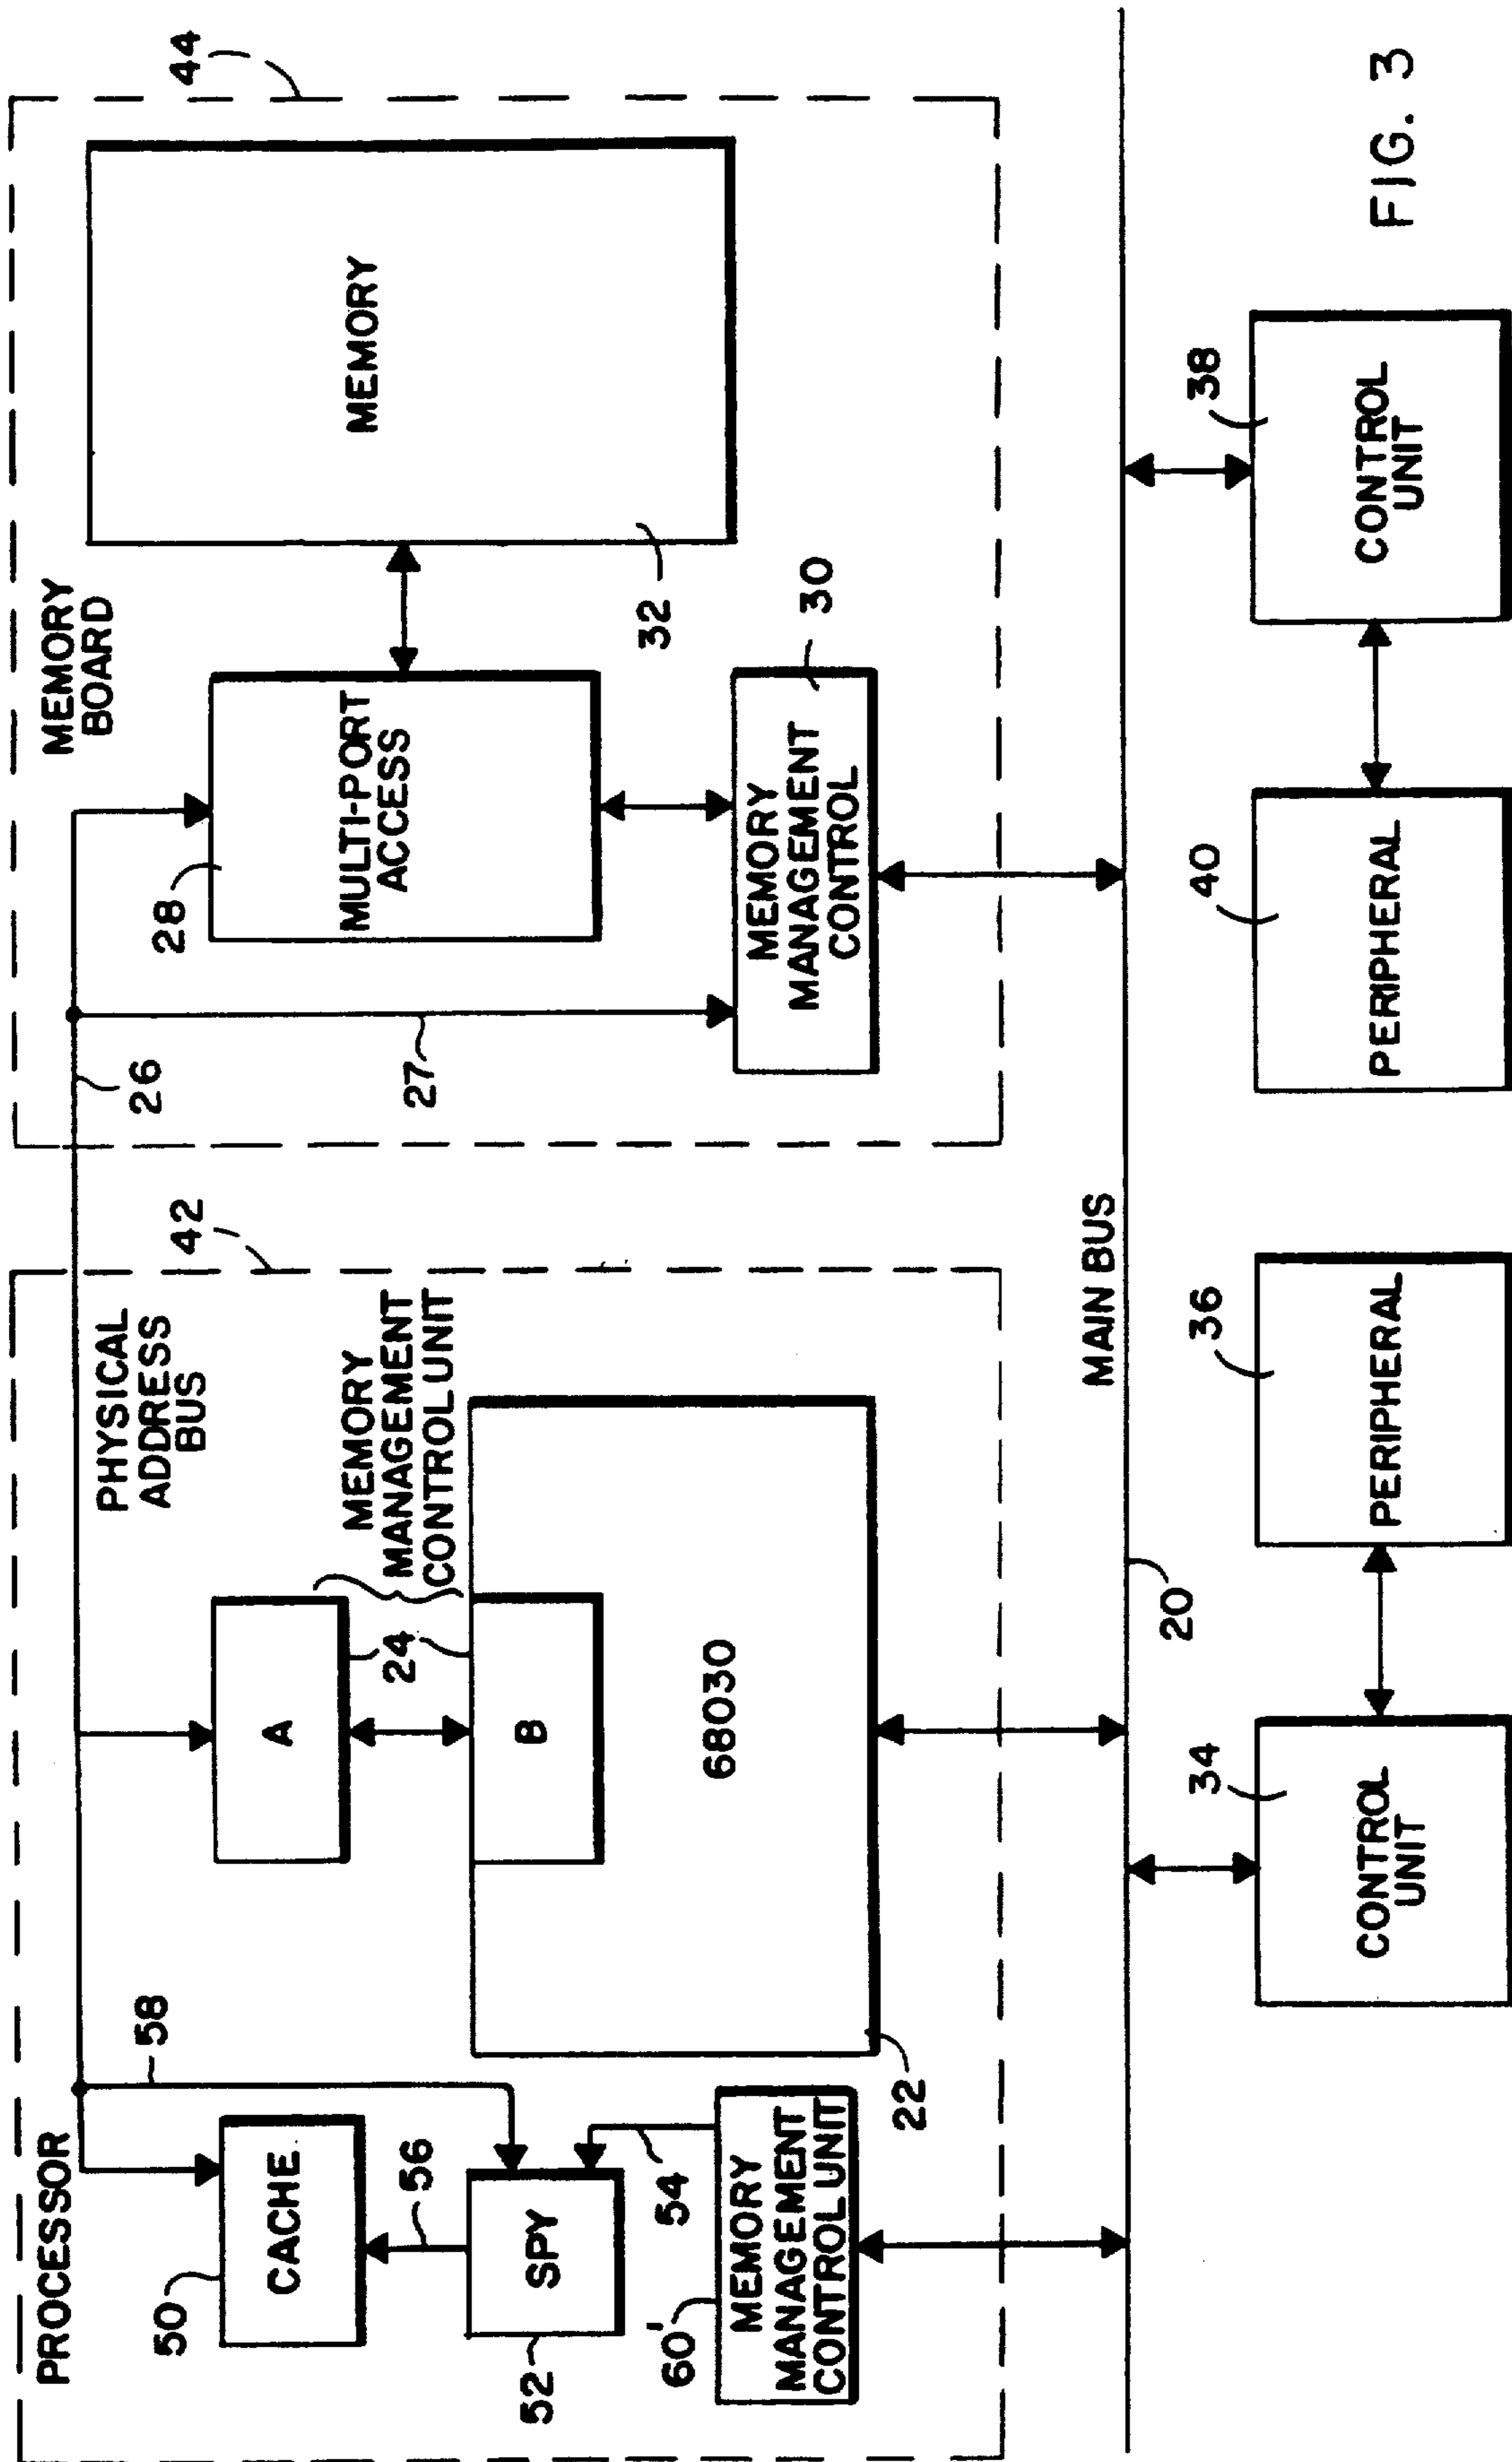 PROCESSOR
50
CACHE
58
56
52
SPY
54
60'
MEMORY
MANAGEMENT
CONTROL UNIT
22
PHYSICAL
ADDRESS
BUS
42
A
24
MEMORY
MANAGEMENT
CONTROL UNIT
B
68030
MEMORY
BOARD
44
26
27
28
MULTI-PORT
ACCESS
MEMORY
32
30
MEMORY
MANAGEMENT
CONTROL
MAIN BUS
20
34
CONTROL
UNIT
36
PERIPHERAL
40
PERIPHERAL
38
CONTROL
UNIT
FIG. 3